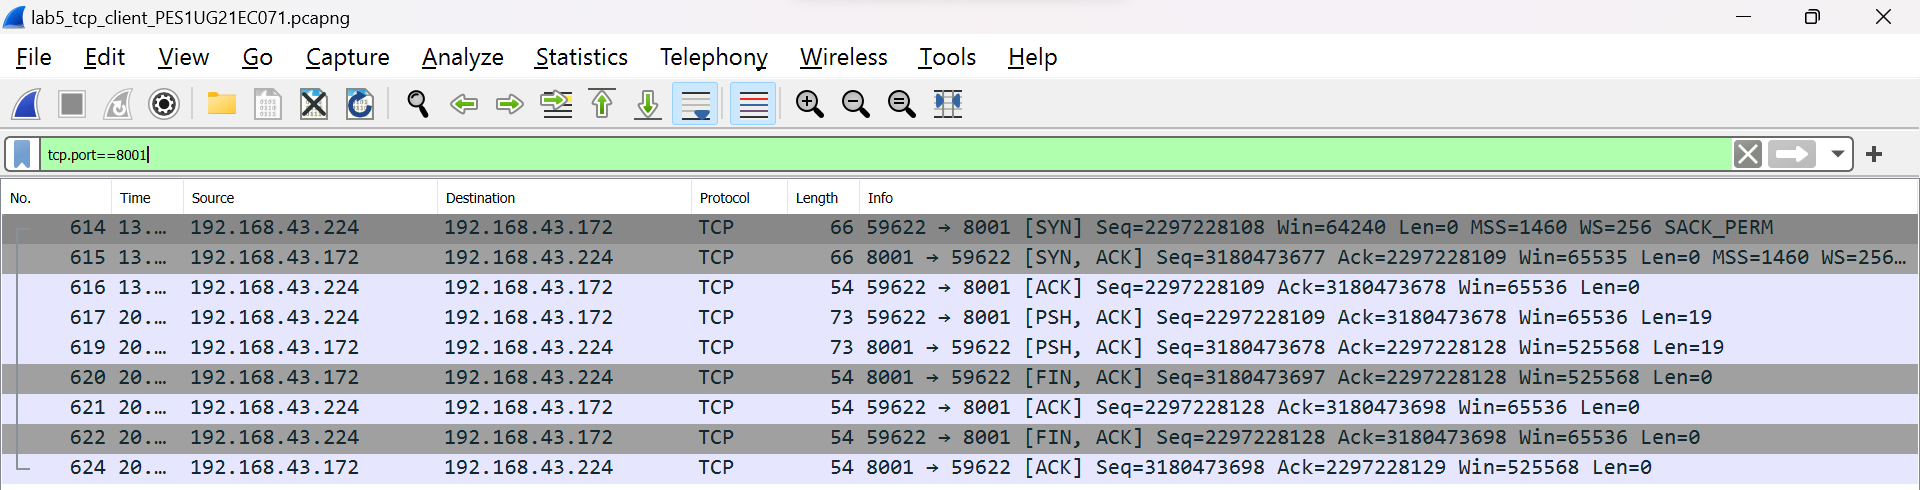 lab5_tcp_client_PES1UG21EC071.pcapng
File Edit View Go Capture Analyze Statistics Telephony Wireless Tools Help
tcp.port==8001
No. Time Source Destination Protocol Length Info
614 13.… 192.168.43.224 192.168.43.172 TCP 66 59622 → 8001 [SYN] Seq=2297228108 Win=64240 Len=0 MSS=1460 WS=256 SACK_PERM
615 13.… 192.168.43.172 192.168.43.224 TCP 66 8001 → 59622 [SYN, ACK] Seq=3180473677 Ack=2297228109 Win=65535 Len=0 MSS=1460 WS=256…
616 13.… 192.168.43.224 192.168.43.172 TCP 54 59622 → 8001 [ACK] Seq=2297228109 Ack=3180473678 Win=65536 Len=0
617 20.… 192.168.43.224 192.168.43.172 TCP 73 59622 → 8001 [PSH, ACK] Seq=2297228109 Ack=3180473678 Win=65536 Len=19
619 20.… 192.168.43.172 192.168.43.224 TCP 73 8001 → 59622 [PSH, ACK] Seq=3180473678 Ack=2297228128 Win=525568 Len=19
620 20.… 192.168.43.172 192.168.43.224 TCP 54 8001 → 59622 [FIN, ACK] Seq=3180473697 Ack=2297228128 Win=525568 Len=0
621 20.… 192.168.43.224 192.168.43.172 TCP 54 59622 → 8001 [ACK] Seq=2297228128 Ack=3180473698 Win=65536 Len=0
622 20.… 192.168.43.224 192.168.43.172 TCP 54 59622 → 8001 [FIN, ACK] Seq=2297228128 Ack=3180473698 Win=65536 Len=0
624 20.… 192.168.43.172 192.168.43.224 TCP 54 8001 → 59622 [ACK] Seq=3180473698 Ack=2297228129 Win=525568 Len=0